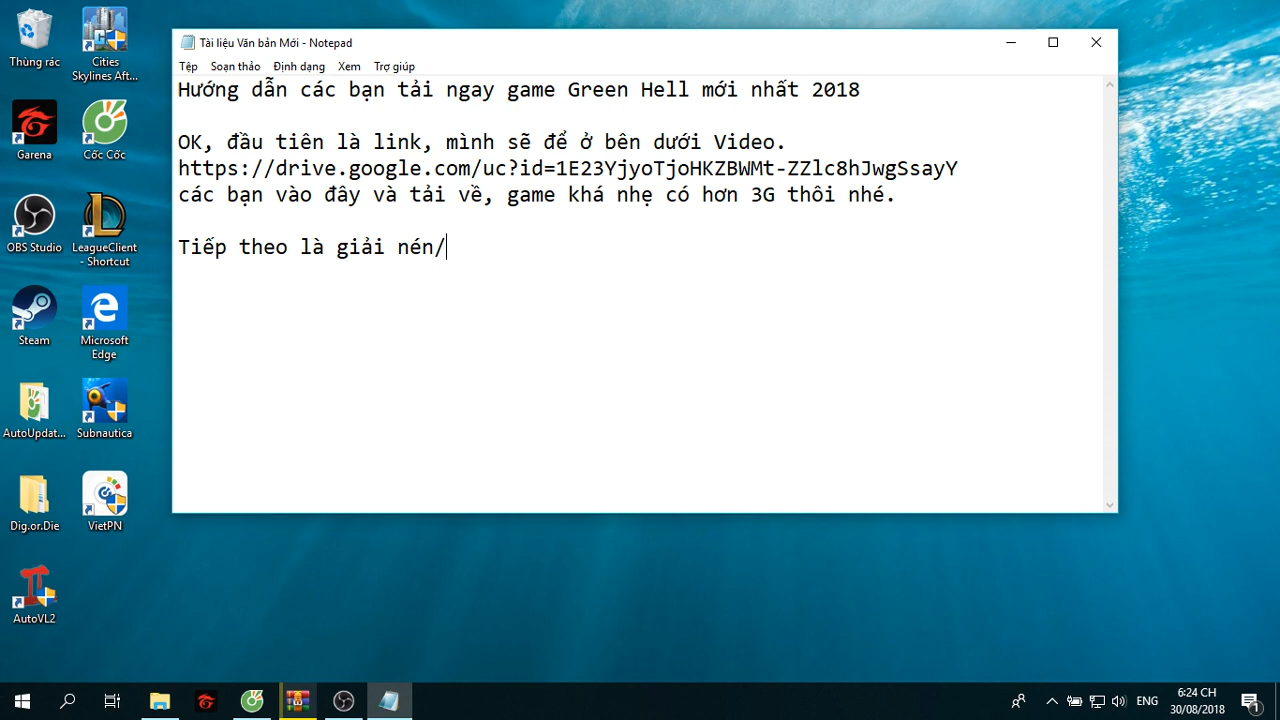 Tài liệu Văn bản Mới - Notepad
Tệp Soạn thảo Định dạng Xem Trợ giúp
Hướng dẫn các bạn tải ngay game Green Hell mới nhất 2018
OK, đầu tiên là link, mình sẽ để ở bên dưới Video.
https://drive.google.com/uc?id=1E23YjyoTjoHKZBWMt-ZZlc8hJwgSsayY
các bạn vào đây và tải về, game khá nhẹ có hơn 3G thôi nhé.
Tiếp theo là giải nén/
Thùng rác
Cities
Skylines Aft...
Garena
Cốc Cốc
OBS Studio
LeagueClient
- Shortcut
Steam
Microsoft
Edge
AutoUpdat...
Subnautica
Dig.or.Die
VietPN
AutoVL2
ENG
6:24 CH
30/08/2018
1